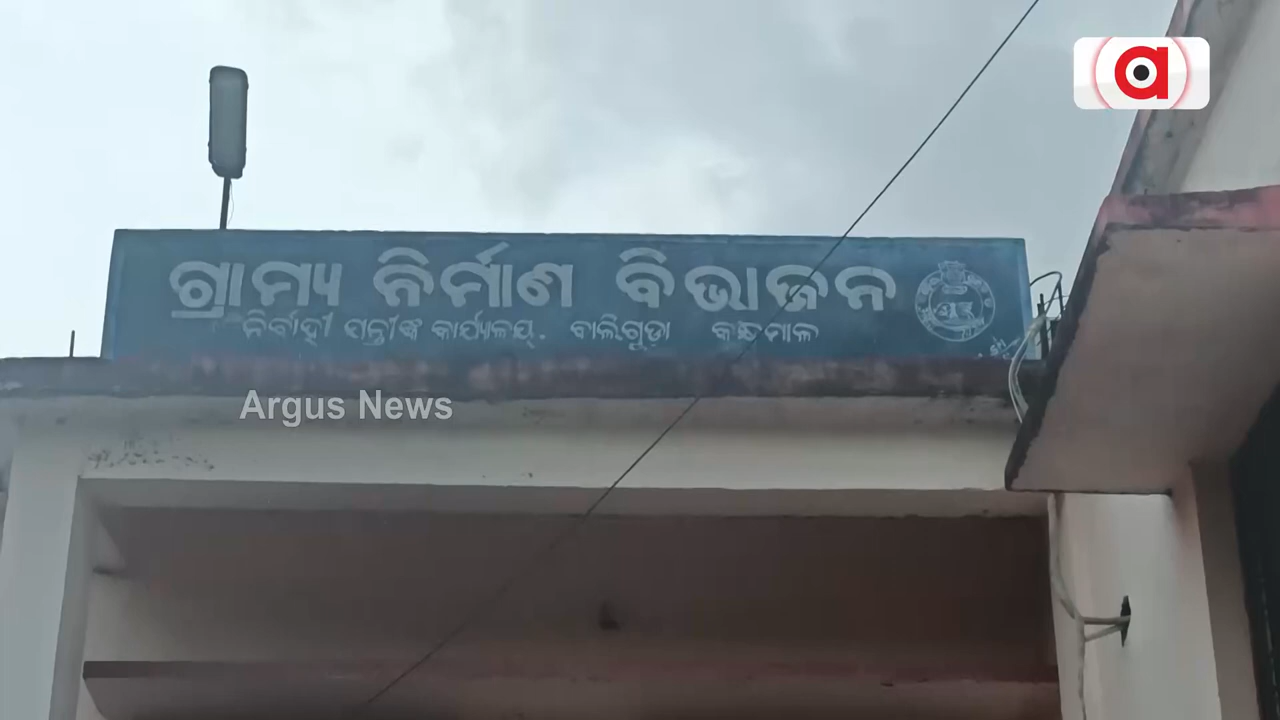 ଗ୍ରାମ୍ୟ ନିର୍ମାଣ ବିଭାଜନ
ନିର୍ବାହୀ ଯନ୍ତ୍ରୀଙ୍କ କାର୍ଯ୍ୟାଳୟ. ବାଲିଗୁଡା କନ୍ଧମାଳ
Argus News